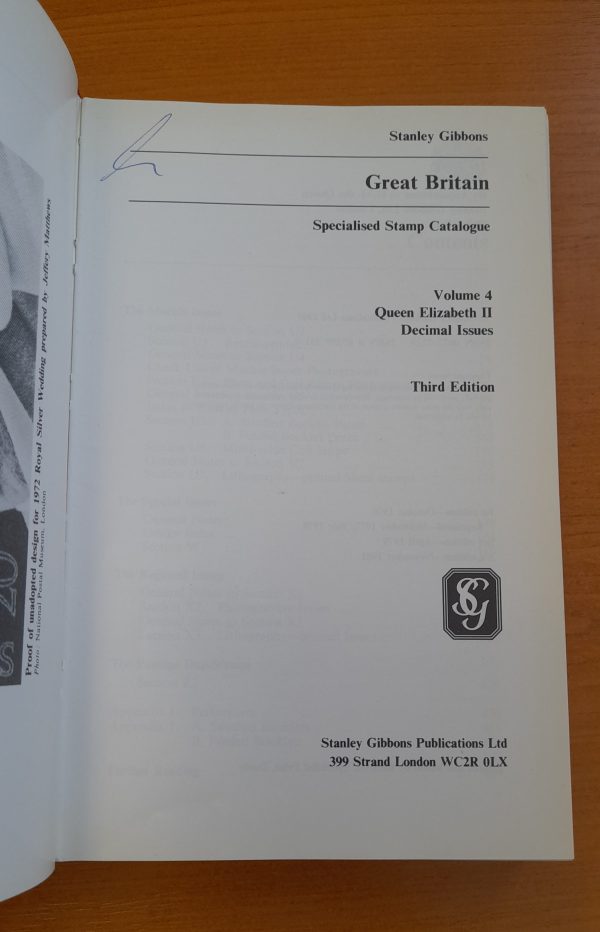 Proof of unadopted design for 1972 Royal Silver Wedding prepared by Jeffery Matthews
Photo: National Postal Museum, London
20
S
Stanley Gibbons
Great Britain
Specialised Stamp Catalogue
Volume 4
Queen Elizabeth II
Decimal Issues
Third Edition
SG
Stanley Gibbons Publications Ltd
399 Strand London WC2R 0LX